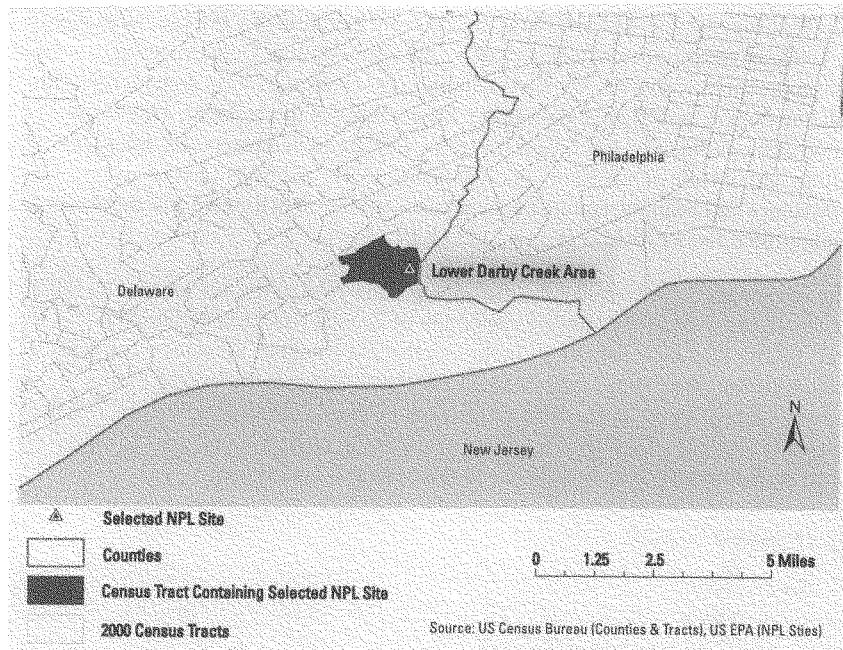 Philadelphia
Lower Darby Creek Area
Delaware
N
New Jersey
Selected NPL Site
Counties
Census Tract Containing Selected NPL Site
2000 Census Tracts
0 1.25 2.5 5 Miles
Source: US Census Bureau (Counties & Tracts), US EPA (NPL Sties)